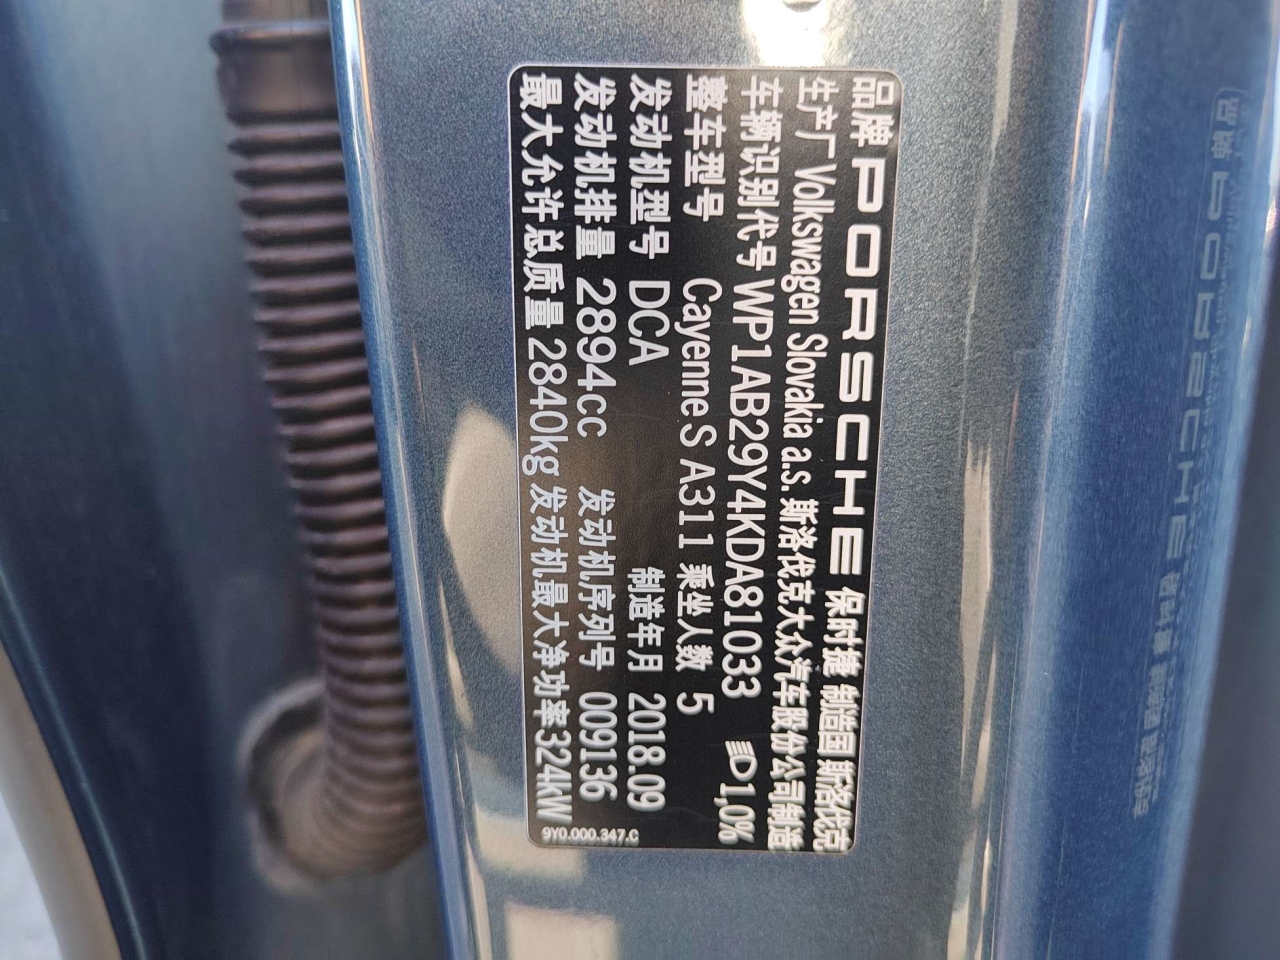 品牌 PORSCHE 保时捷 制造国 斯洛伐克
生产厂 Volkswagen Slovakia a.s. 斯洛伐克大众汽车股份公司制造
车辆识别代号 WP1AB29Y4KDA81033 1,0%
整车型号 Cayenne S A311 乘坐人数 5
发动机型号 DCA 制造年月 2018.09
发动机排量 2894cc 发动机序列号 009136
最大允许总质量 2840kg 发动机最大净功率324kW
9Y0.000.347.C